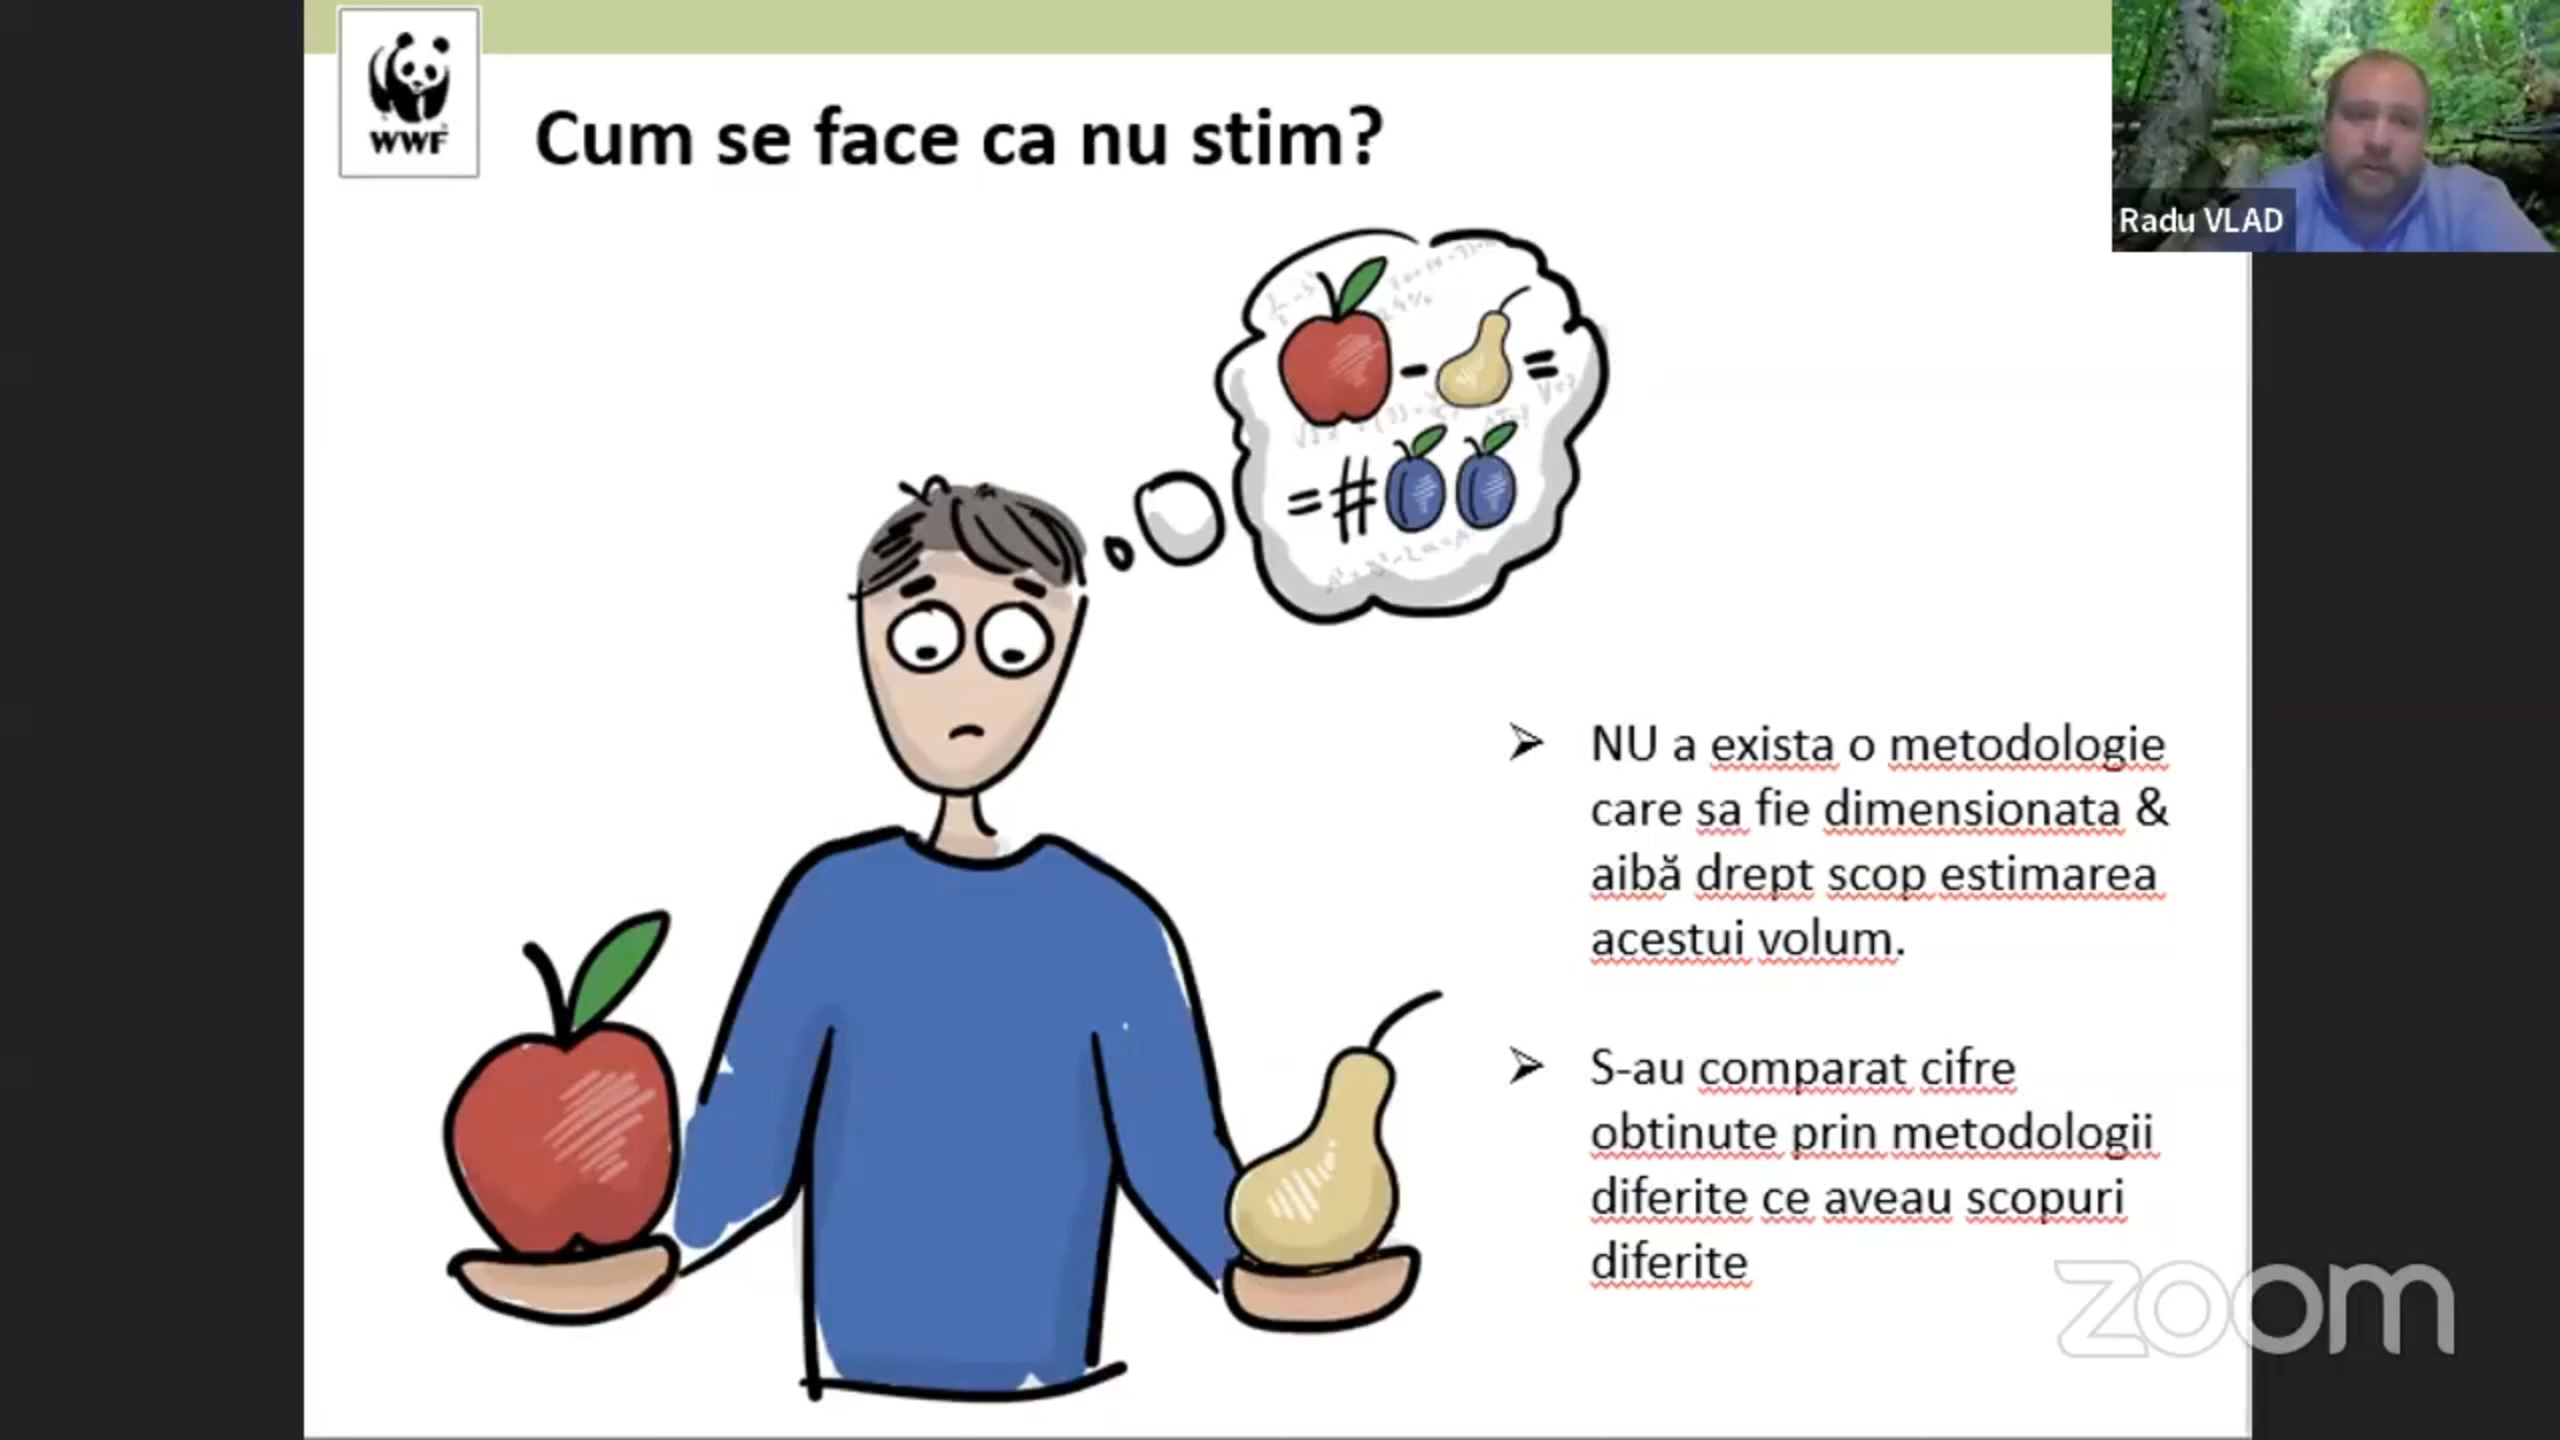 WWF
Cum se face ca nu stim?
Radu VLAD
- =
= #
NU a exista o metodologie
care sa fie dimensionata &
aibă drept scop estimarea
acestui volum.
S-au comparat cifre
obtinute prin metodologii
diferite ce aveau scopuri
diferite
zoom